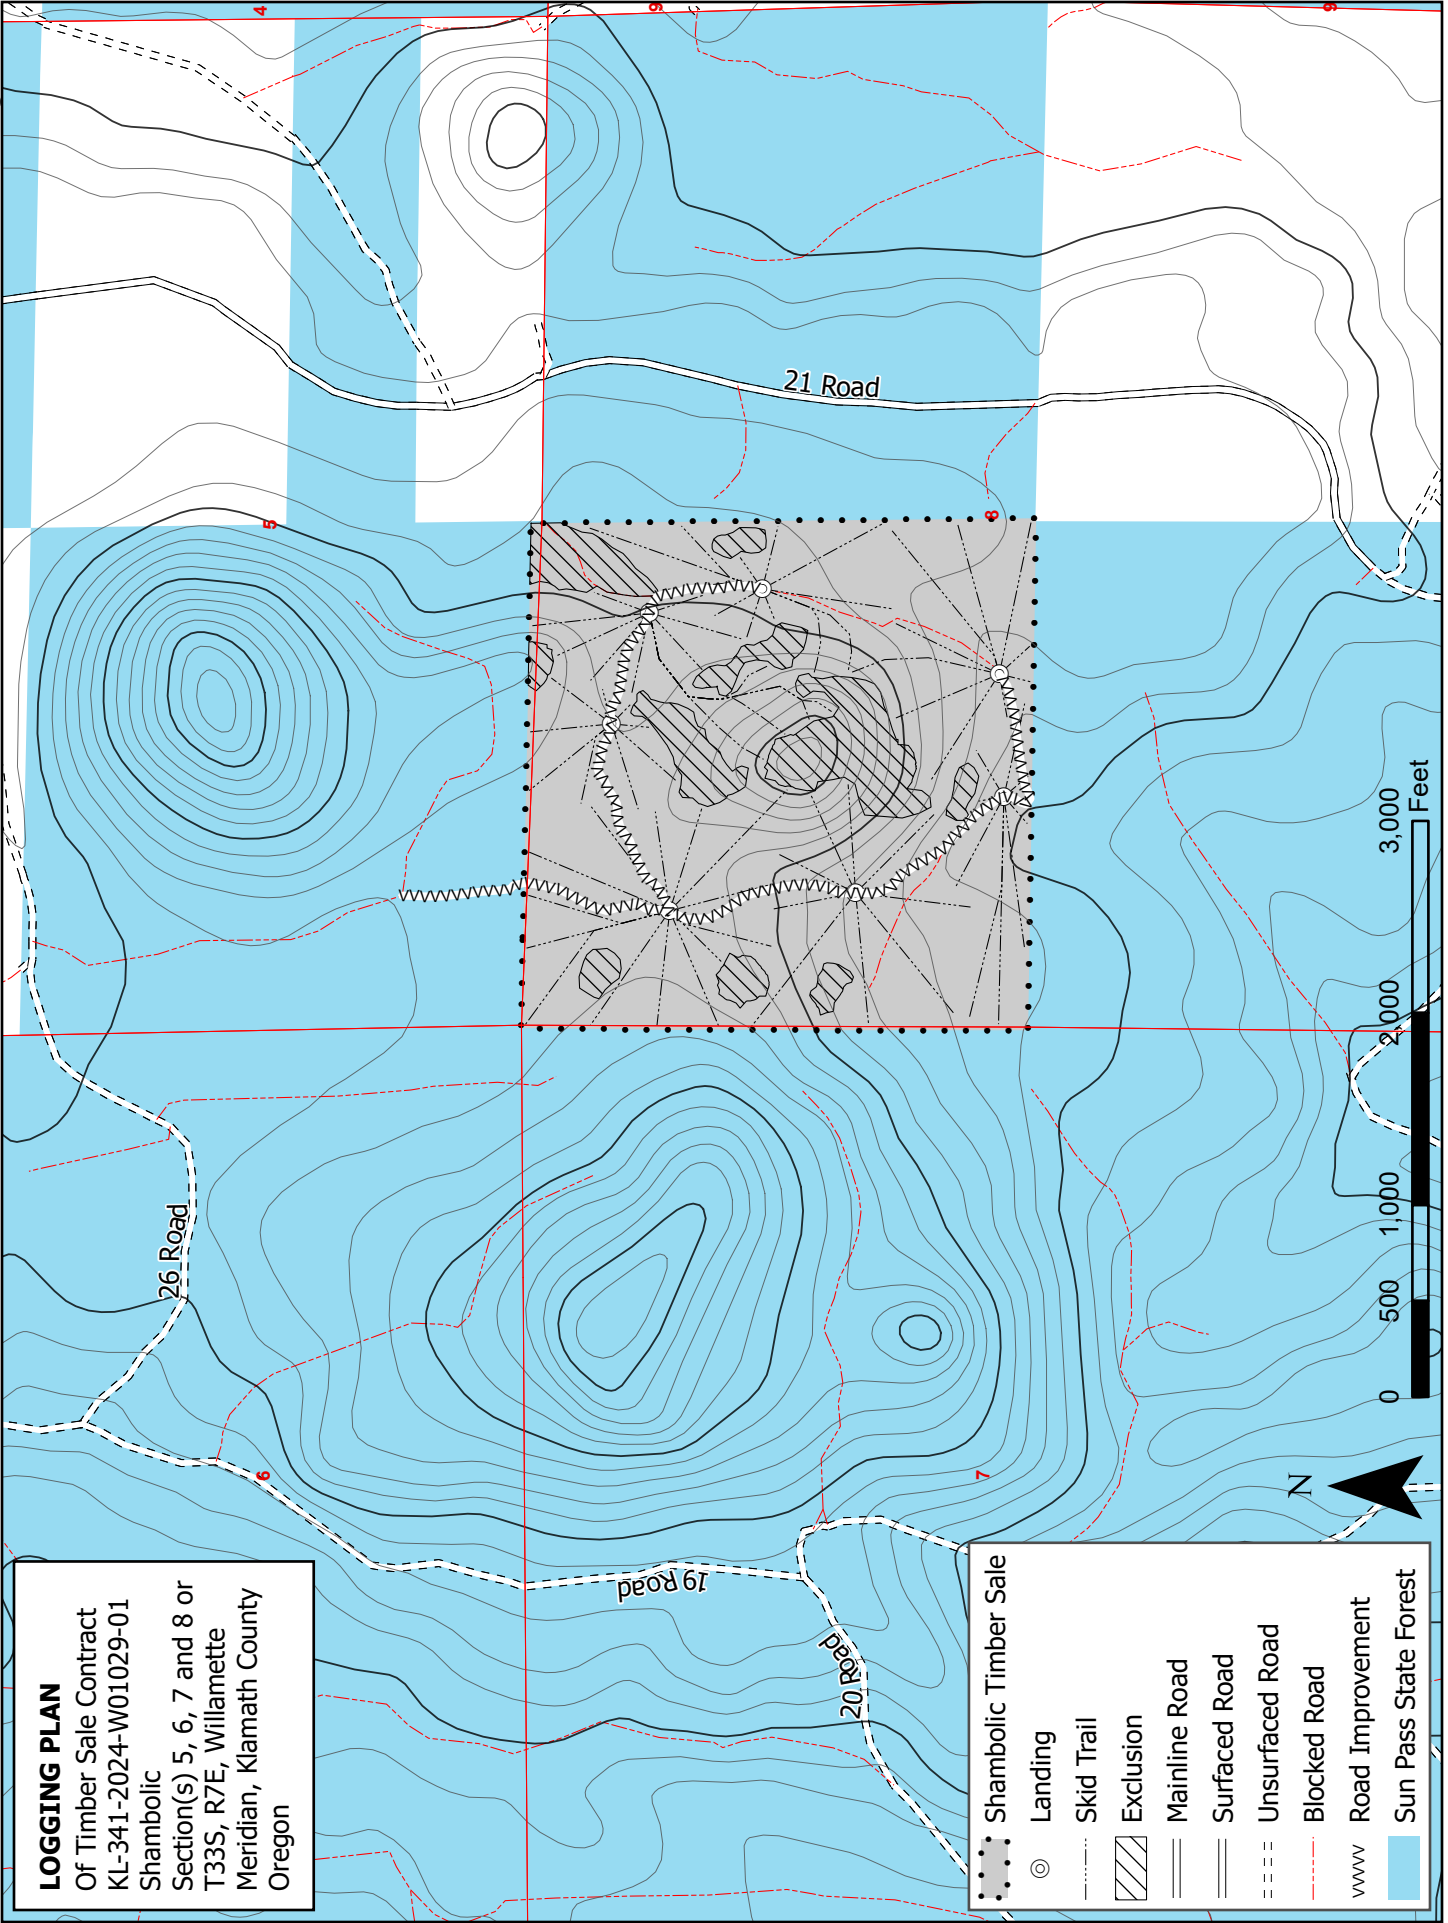 LOGGING PLAN
Of Timber Sale Contract
KL-341-2024-W01029-01
Shambolic
Section(s) 5, 6, 7 and 8 or
T33S, R7E, Willamette
Meridian, Klamath County
Oregon
26 Road
19 Road
20 Road
21 Road
4
5
6
7
8
9
9
Shambolic Timber Sale
Landing
Skid Trail
Exclusion
Mainline Road
Surfaced Road
Unsurfaced Road
Blocked Road
Road Improvement
Sun Pass State Forest
N
0 500 1,000 2,000 3,000
Feet